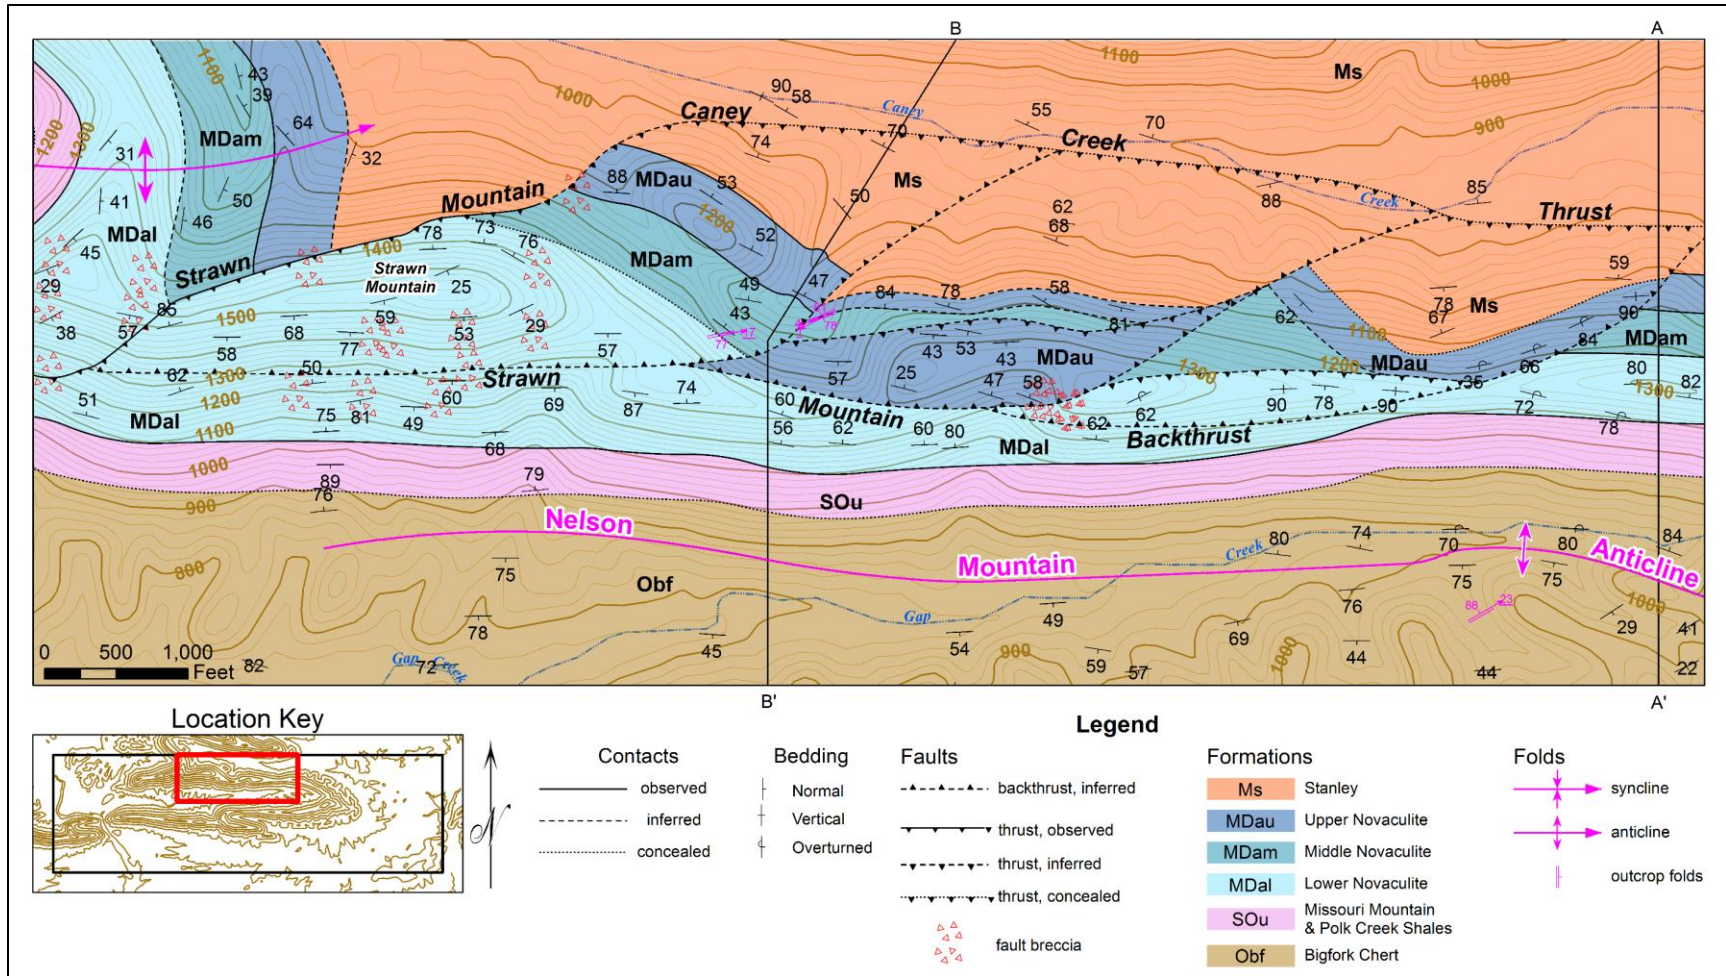 B
A
1100
43
39
64
MDam
1200
1300
31
32
50
41
46
MDal
45
29
38
57
85
Strawn
Mountain
1000
90
58
Caney
Caney
74
70
55
70
Creek
Creek
Ms
1100
1000
900
Ms
88
MDau
53
1200
52
50
Ms
62
68
88
85
Thrust
MDam
49
47
43
77
17
78
78
73
76
1400
Strawn
Mountain
25
1500
59
68
58
77
53
29
57
50
62
1300
60
Strawn
74
51
1200
MDal
1100
75
81
49
69
87
68
84
78
58
81
43
53
43
MDau
57
25
47
58
1300
62
1100
1200
MDau
78
67
Ms
59
90
84
MDam
66
35
80
82
1300
Mountain
60
56
62
60
80
62
62
90
78
90
72
78
MDal
Backthrust
1000
900
89
76
79
SOu
Nelson
Mountain
Anticline
800
75
Obf
78
Gap
Creek
80
74
70
80
84
75
75
1000
88
23
76
49
69
29
41
22
45
54
900
59
57
1000
44
44
82
72
Gap Creek
0 500 1,000
Feet
B'
A'
Location Key
N
Legend
Contacts
observed
inferred
concealed
Bedding
Normal
Vertical
Overturned
Faults
backthrust, inferred
thrust, observed
thrust, inferred
thrust, concealed
fault breccia
Formations
Ms Stanley
MDau Upper Novaculite
MDam Middle Novaculite
MDal Lower Novaculite
SOu Missouri Mountain
& Polk Creek Shales
Obf Bigfork Chert
Folds
syncline
anticline
outcrop folds